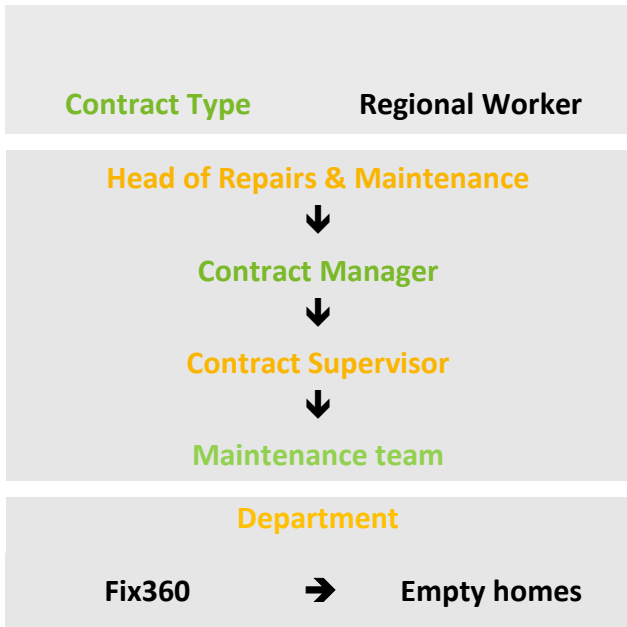 Contract Type Regional Worker
Head of Repairs & Maintenance
↓
Contract Manager
↓
Contract Supervisor
↓
Maintenance team
Department
Fix360 → Empty homes